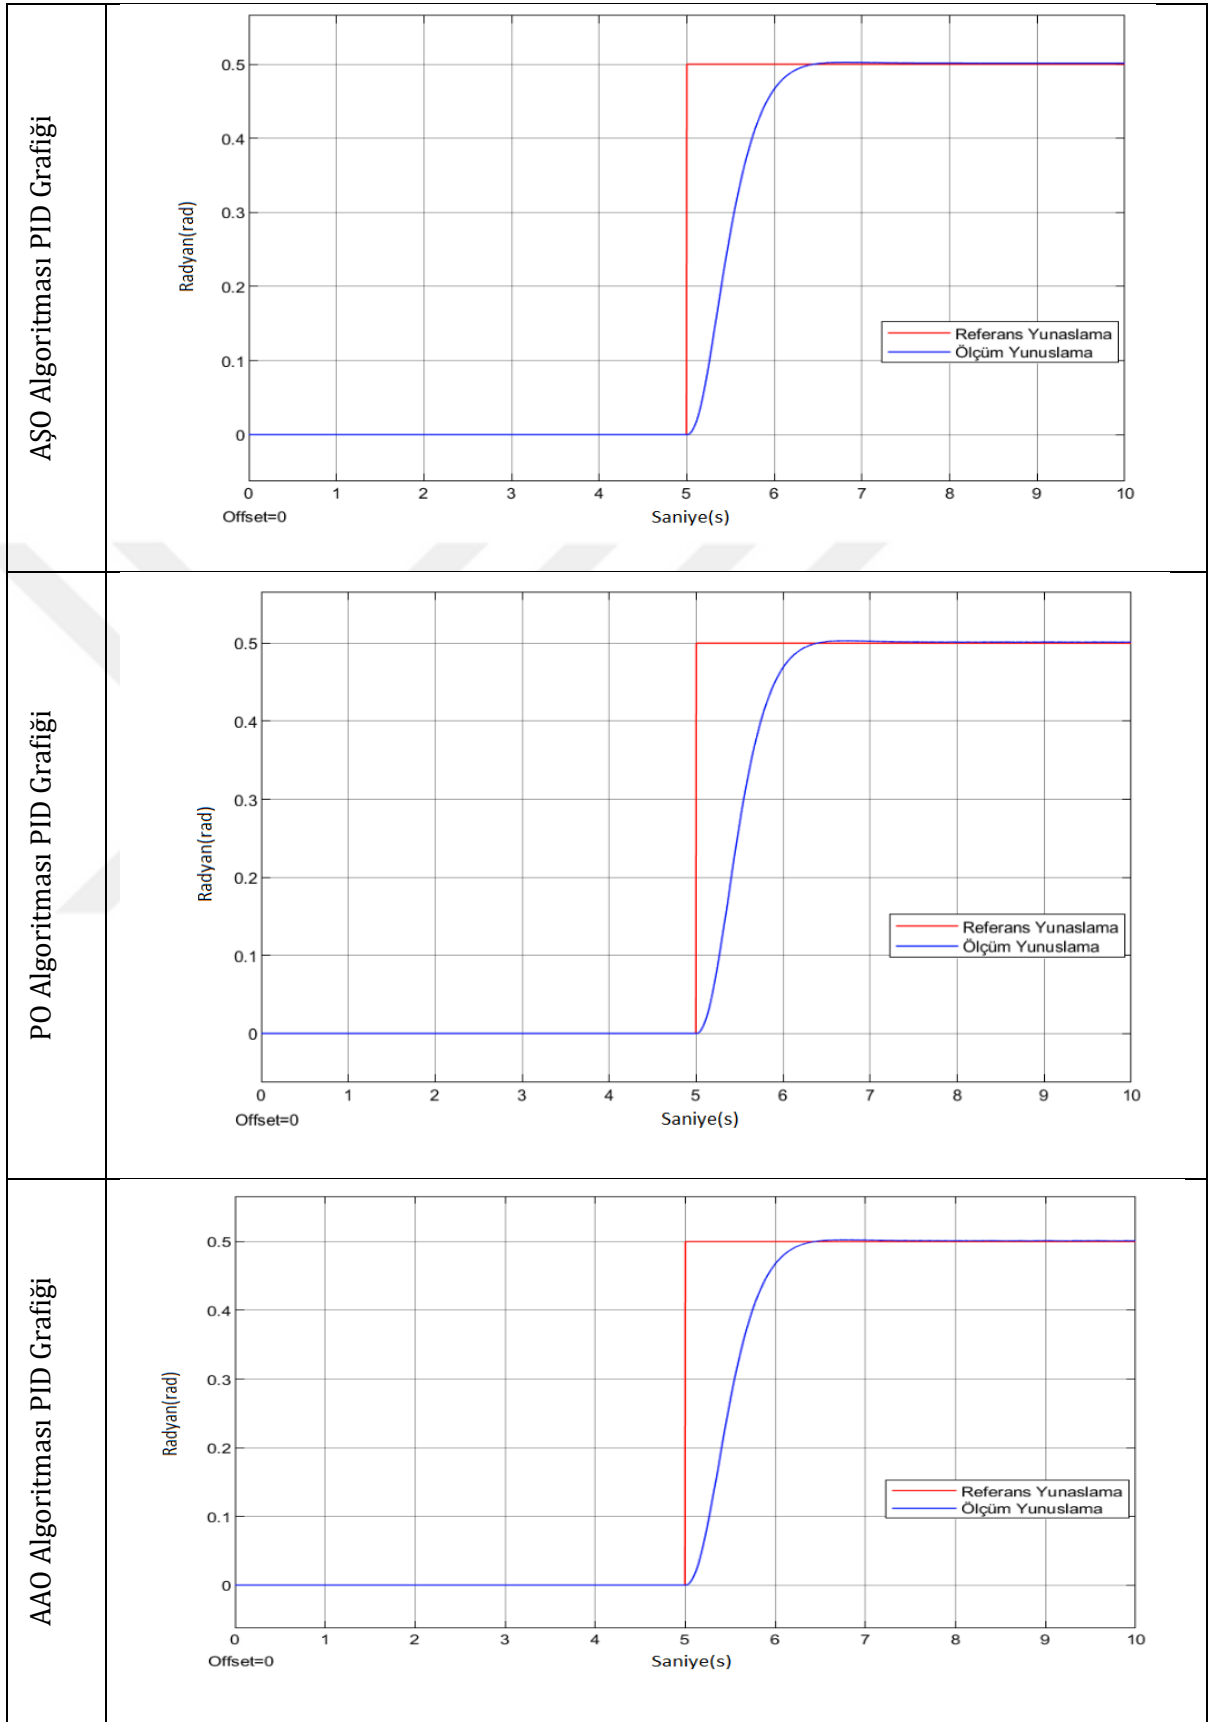 AŞO Algoritması PID Grafiği
Radyan(rad)
0.5
0.4
0.3
0.2
0.1
0
Referans Yunaslama
Ölçüm Yunuslama
0 1 2 3 4 5 6 7 8 9 10
Offset=0
Saniye(s)
PO Algoritması PID Grafiği
Radyan(rad)
0.5
0.4
0.3
0.2
0.1
0
Referans Yunaslama
Ölçüm Yunuslama
0 1 2 3 4 5 6 7 8 9 10
Offset=0
Saniye(s)
AAO Algoritması PID Grafiği
Radyan(rad)
0.5
0.4
0.3
0.2
0.1
0
Referans Yunaslama
Ölçüm Yunuslama
0 1 2 3 4 5 6 7 8 9 10
Offset=0
Saniye(s)